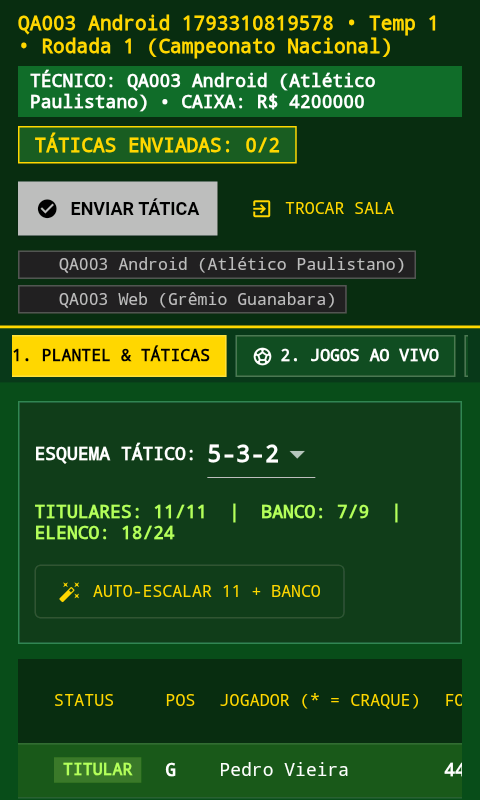 QA003 Android 1793310819578 • Temp 1
• Rodada 1 (Campeonato Nacional)
TÉCNICO: QA003 Android (Atlético
Paulistano) • CAIXA: R$ 4200000
TÁTICAS ENVIADAS: 0/2
ENVIAR TÁTICA
TROCAR SALA
QA003 Android (Atlético Paulistano)
QA003 Web (Grêmio Guanabara)
1. PLANTEL & TÁTICAS
2. JOGOS AO VIVO
ESQUEMA TÁTICO: 5-3-2
TITULARES: 11/11 | BANCO: 7/9 |
ELENCO: 18/24
AUTO-ESCALAR 11 + BANCO
STATUS POS JOGADOR (* = CRAQUE) FO
TITULAR G Pedro Vieira 44